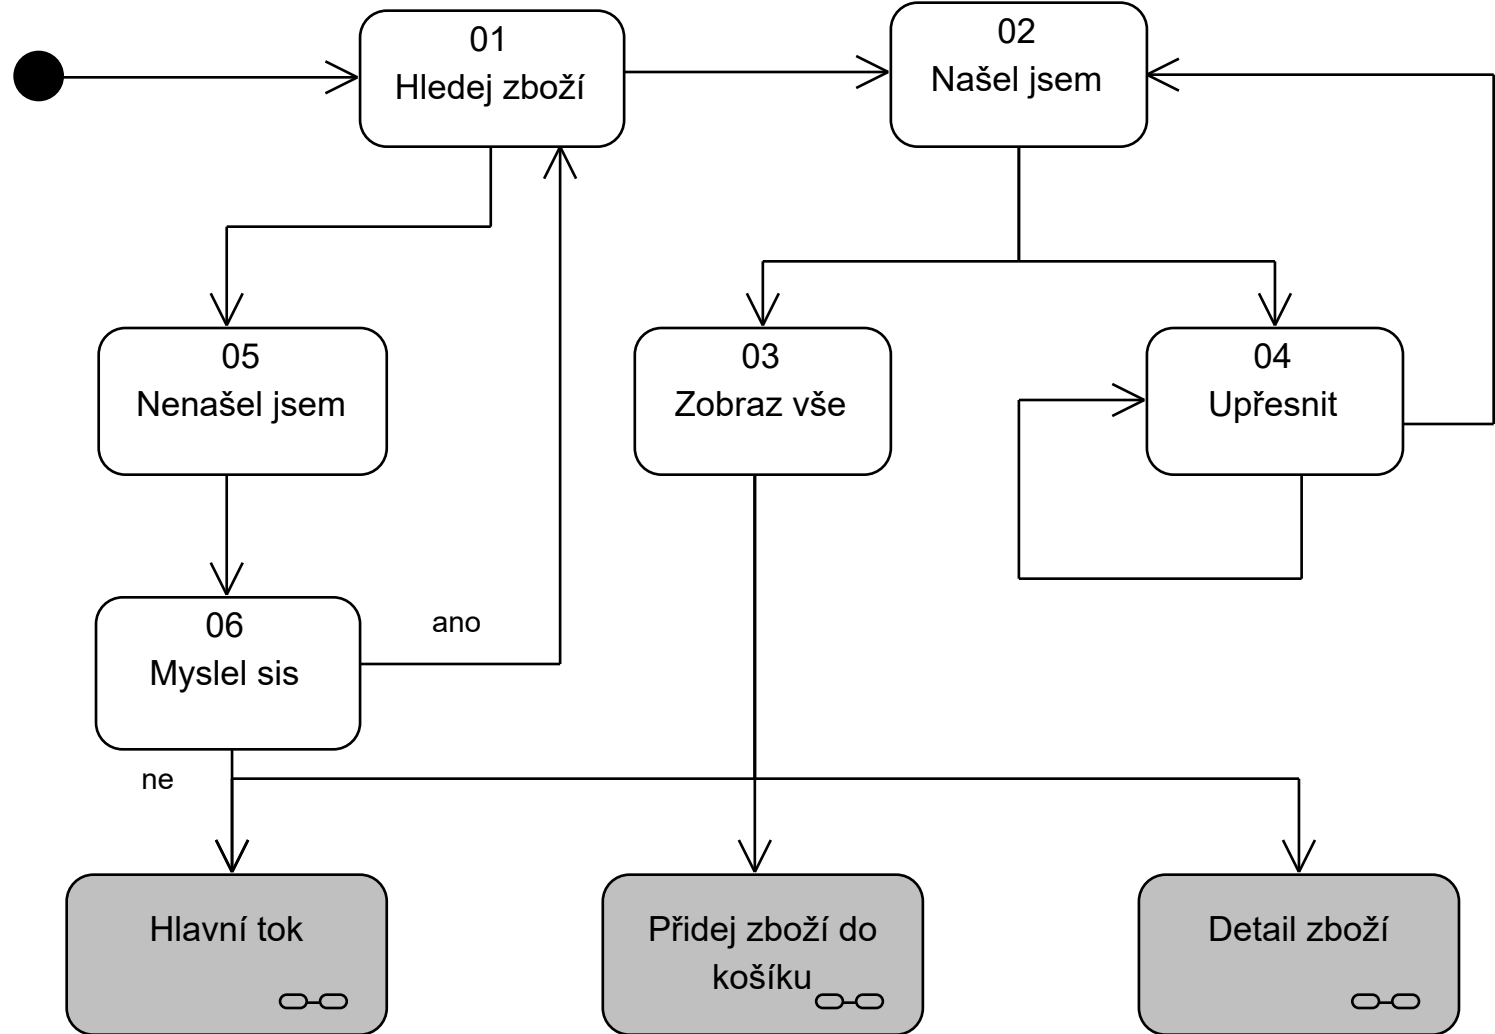 01
Hledej zboží
02
Našel jsem
05
Nenašel jsem
03
Zobraz vše
04
Upřesnit
06
Myslel sis
ano
ne
Hlavní tok
Přidej zboží do
košíku
Detail zboží